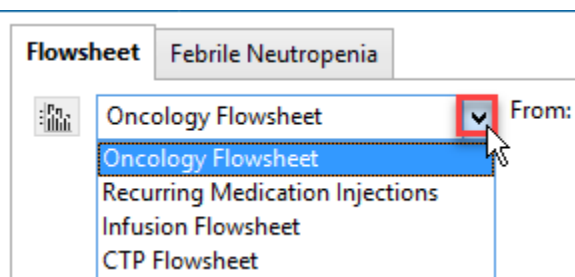 Flowsheet Febrile Neutropenia
Oncology Flowsheet From:
Oncology Flowsheet
Recurring Medication Injections
Infusion Flowsheet
CTP Flowsheet